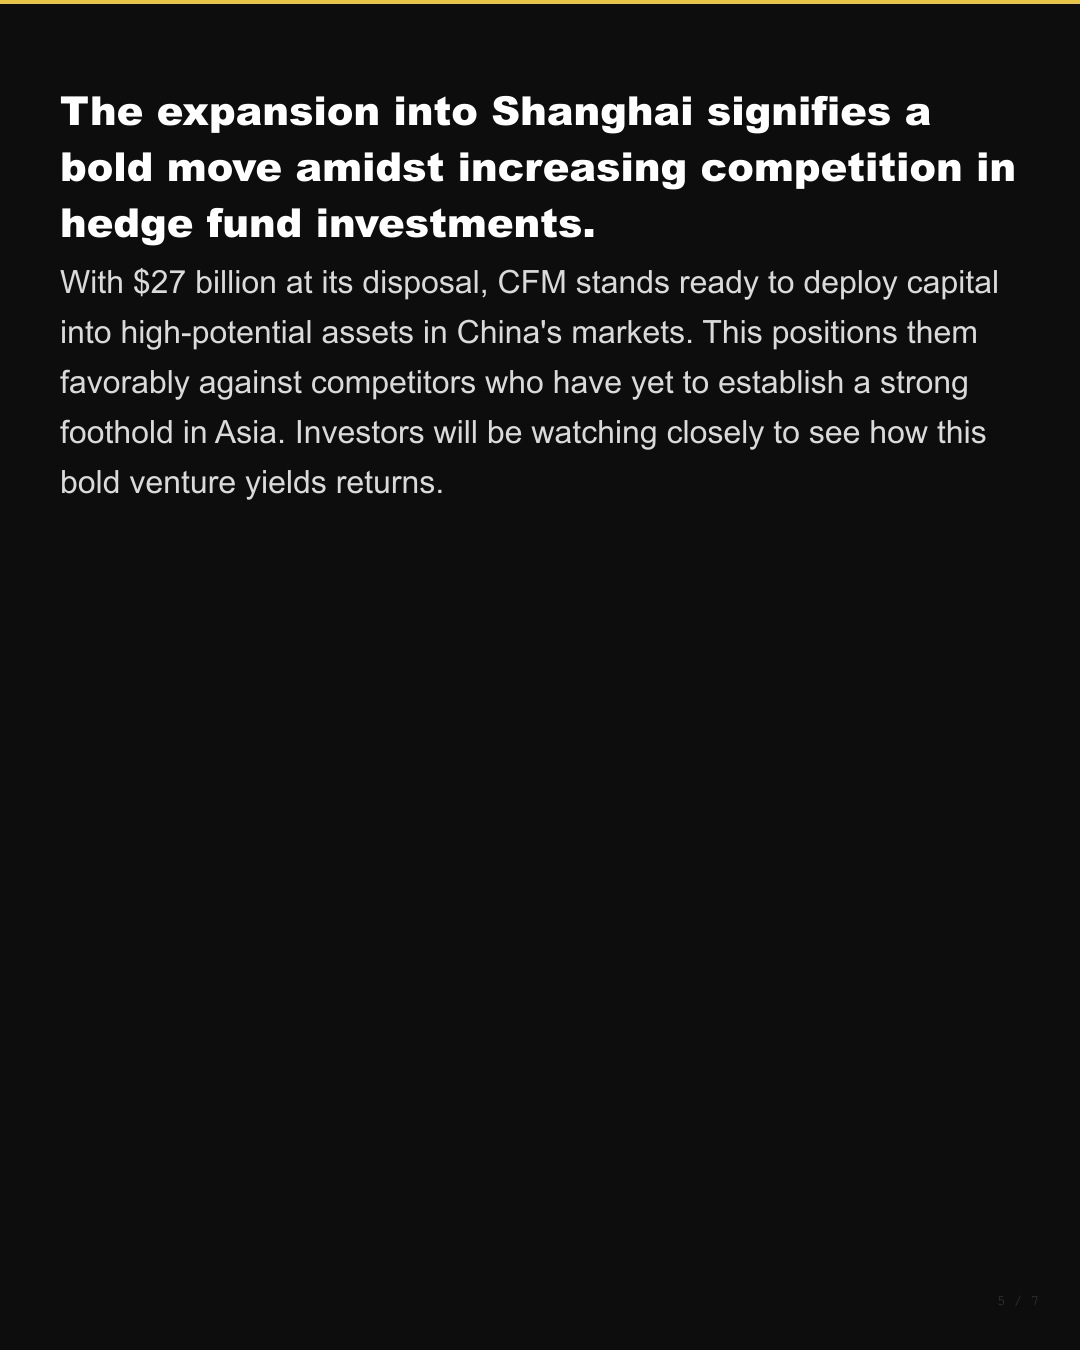 The expansion into Shanghai signifies a
bold move amidst increasing competition in
hedge fund investments.
With $27 billion at its disposal, CFM stands ready to deploy capital
into high-potential assets in China's markets. This positions them
favorably against competitors who have yet to establish a strong
foothold in Asia. Investors will be watching closely to see how this
bold venture yields returns.
5 / 7